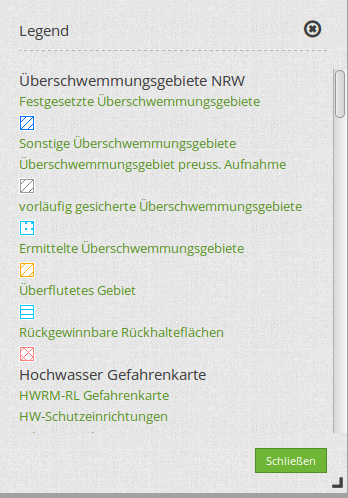 Legend
Überschwemmungsgebiete NRW
Festgesetzte Überschwemmungsgebiete
Sonstige Überschwemmungsgebiete
Überschwemmungsgebiet preuss. Aufnahme
vorläufig gesicherte Überschwemmungsgebiete
Ermittelte Überschwemmungsgebiete
Überflutetes Gebiet
Rückgewinnbare Rückhalteflächen
Hochwasser Gefahrenkarte
HWRM-RL Gefahrenkarte
HW-Schutzeinrichtungen
Schließen